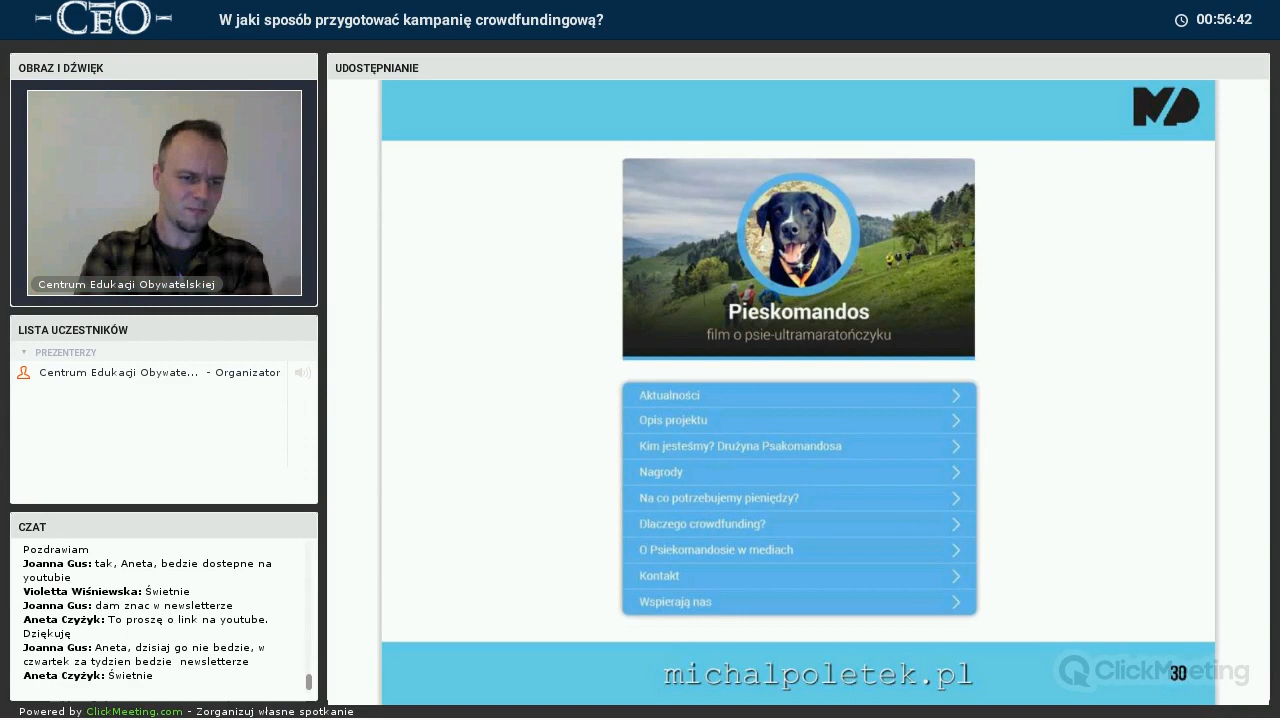 CEO
W jaki sposób przygotować kampanię crowdfundingową?
00:56:42
OBRAZ I DŹWIĘK
Centrum Edukacji Obywatelskiej
LISTA UCZESTNIKÓW
PREZENTERZY
Centrum Edukacji Obywate... - Organizator
CZAT
Pozdrawiam
Joanna Gus: tak, Aneta, bedzie dostepne na
youtubie
Violetta Wiśniewska: Świetnie
Joanna Gus: dam znac w newsletterze
Aneta Czyżyk: To proszę o link na youtube.
Dziękuję
Joanna Gus: Aneta, dzisiaj go nie bedzie, w
czwartek za tydzien bedzie newsletterze
Aneta Czyżyk: Świetnie
Powered by ClickMeeting.com - Zorganizuj własne spotkanie
UDOSTĘPNIANIE
MP
Pieskomandos
film o psie-ultramaratończyku
Aktualności
Opis projektu
Kim jesteśmy? Drużyna Psakomandosa
Nagrody
Na co potrzebujemy pieniędzy?
Dlaczego crowdfunding?
O Psiekomandosie w mediach
Kontakt
Wspierają nas
michalpoletek.pl
ClickMeeting
30